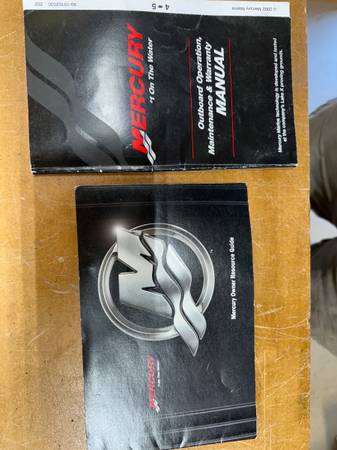 © 2002 Mercury Marine
4 • 5
MERCURY
#1 On The Water
Outboard Operation,
Maintenance & Warranty
MANUAL
Mercury Marine technology is developed and tested
at the company's Lake X proving grounds.
MERCURY
Mercury Owner Resource Guide